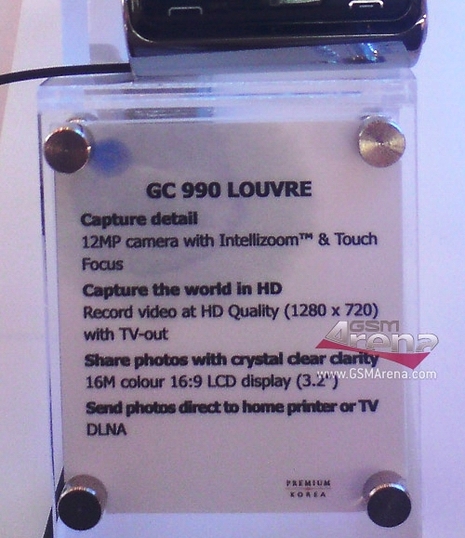 GC 990 LOUVRE
Capture detail
12MP camera with Intellizoom™ & Touch
Focus
Capture the world in HD
Record video at HD Quality (1280 x 720)
with TV-out
Share photos with crystal clear clarity
16M colour 16:9 LCD display (3.2")
Send photos direct to home printer or TV
DLNA
GSM
Arena
www.GSMArena.com
PREMIUM
KOREA